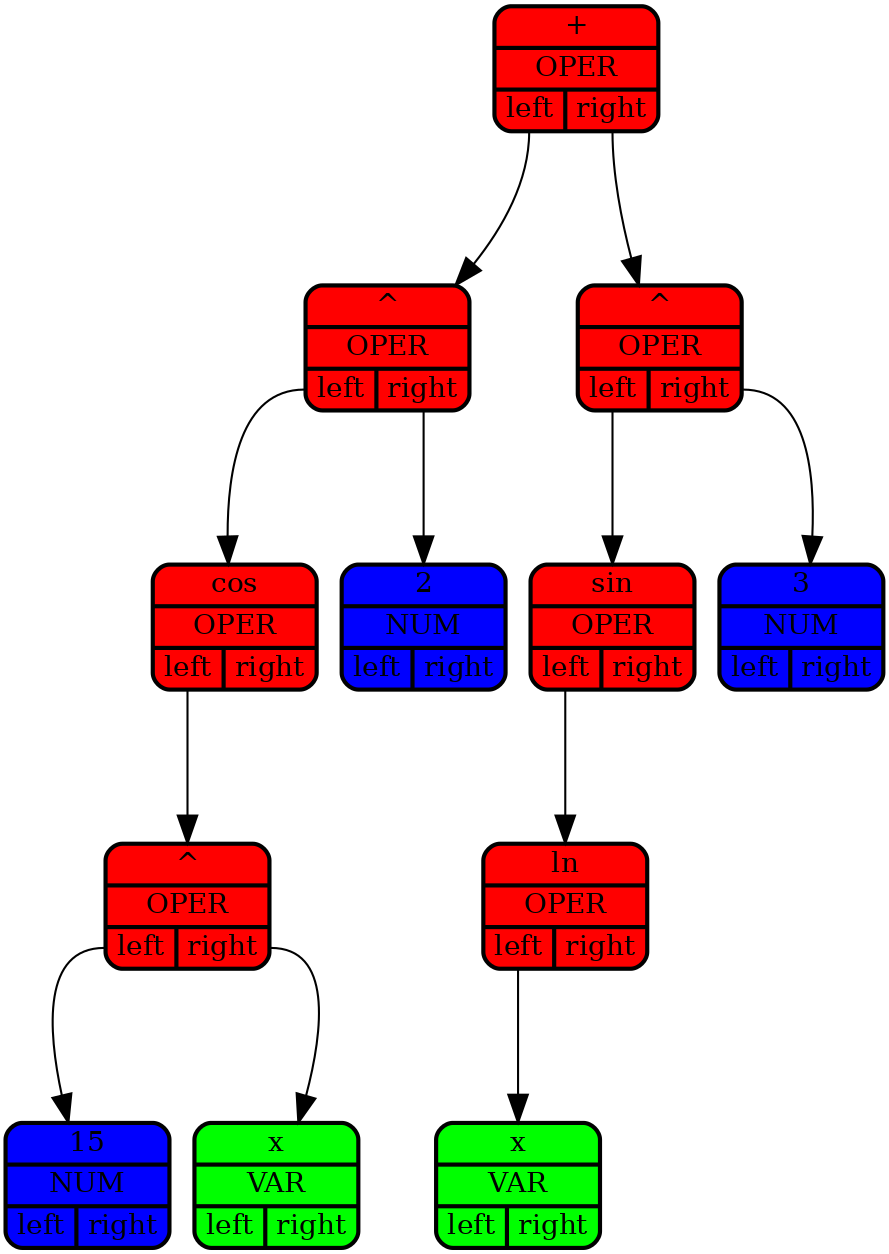 +
OPER
left right
^
OPER
left right
^
OPER
left right
cos
OPER
left right
2
NUM
left right
sin
OPER
left right
3
NUM
left right
^
OPER
left right
ln
OPER
left right
15
NUM
left right
x
VAR
left right
x
VAR
left right